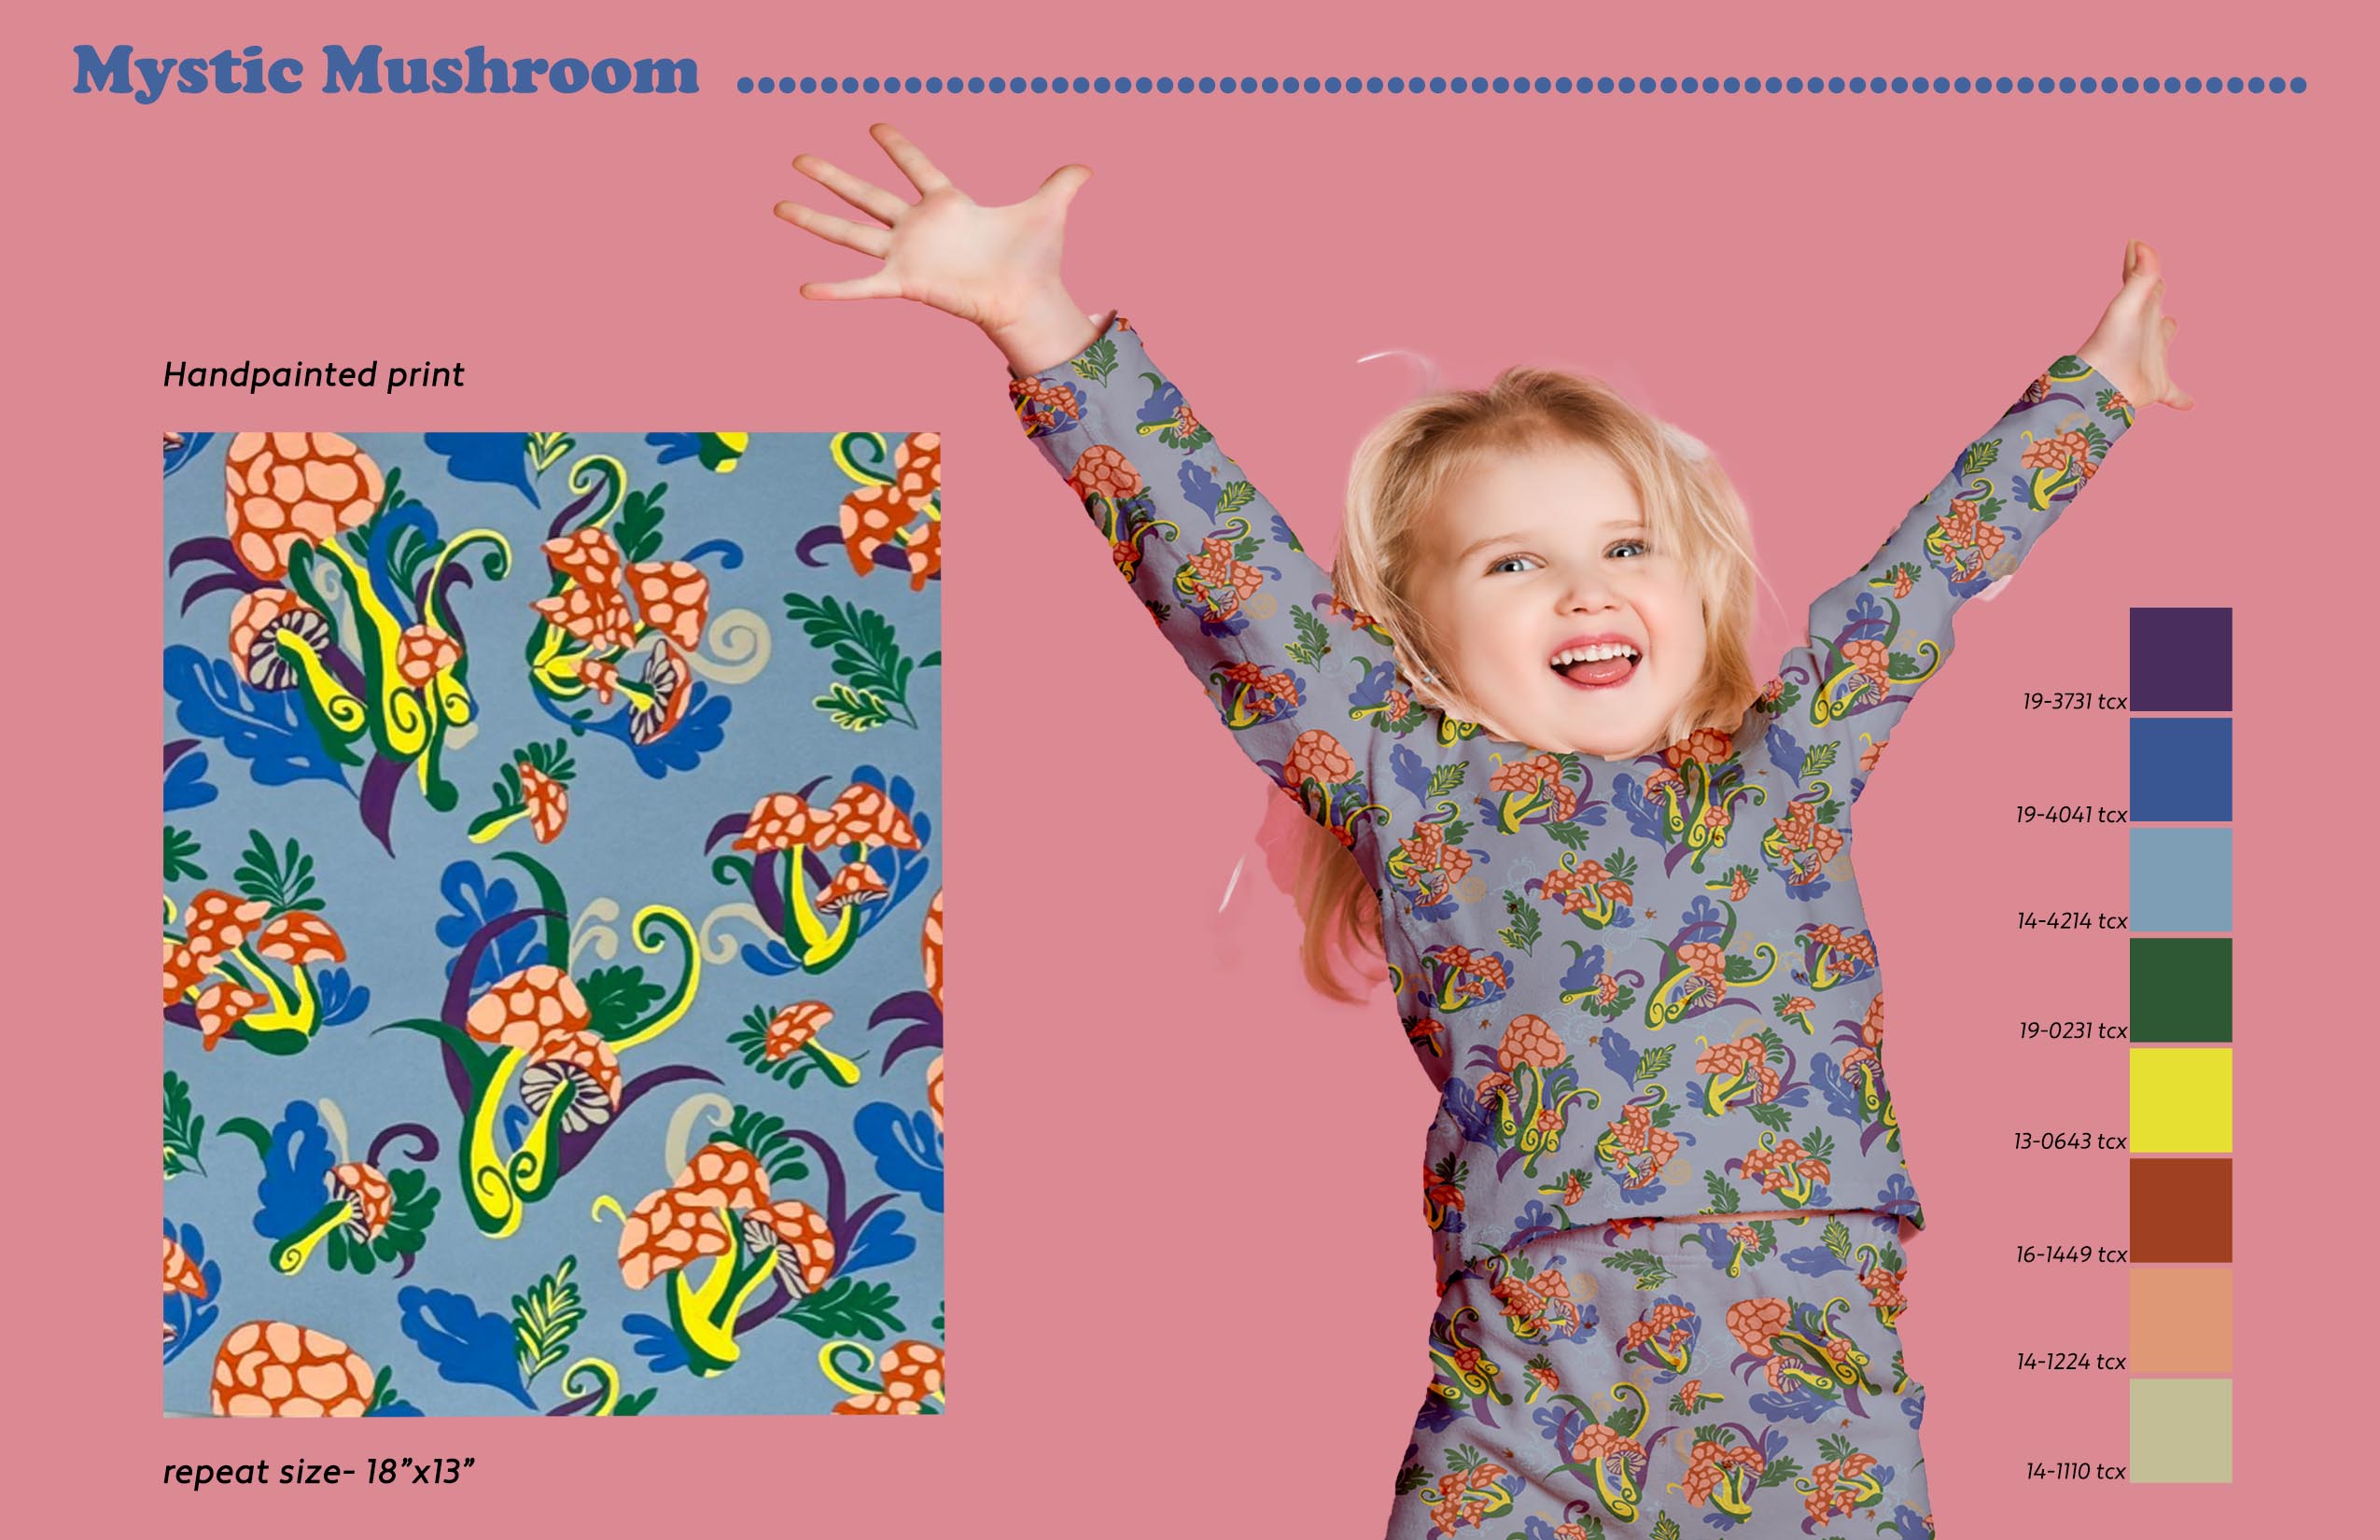 Mystic Mushroom
Handpainted print
repeat size- 18”x13”
19-3731 tcx
19-4041 tcx
14-4214 tcx
19-0231 tcx
13-0643 tcx
16-1449 tcx
14-1224 tcx
14-1110 tcx